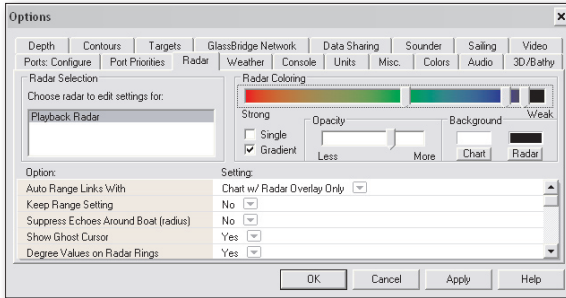 Options
Depth Contours Targets GlassBridge Network Data Sharing Sounder Sailing Video
Ports: Configure Port Priorities Radar Weather Console Units Misc. Colors Audio 3D/Bathy
Radar Selection
Choose radar to edit settings for:
Playback Radar
Radar Coloring
Strong Weak
Single
Gradient
Opacity
Less More
Background
Chart Radar
Option: Setting:
Auto Range Links With Chart w/ Radar Overlay Only
Keep Range Setting No
Suppress Echoes Around Boat (radius) No
Show Ghost Cursor Yes
Degree Values on Radar Rings Yes
OK Cancel Apply Help